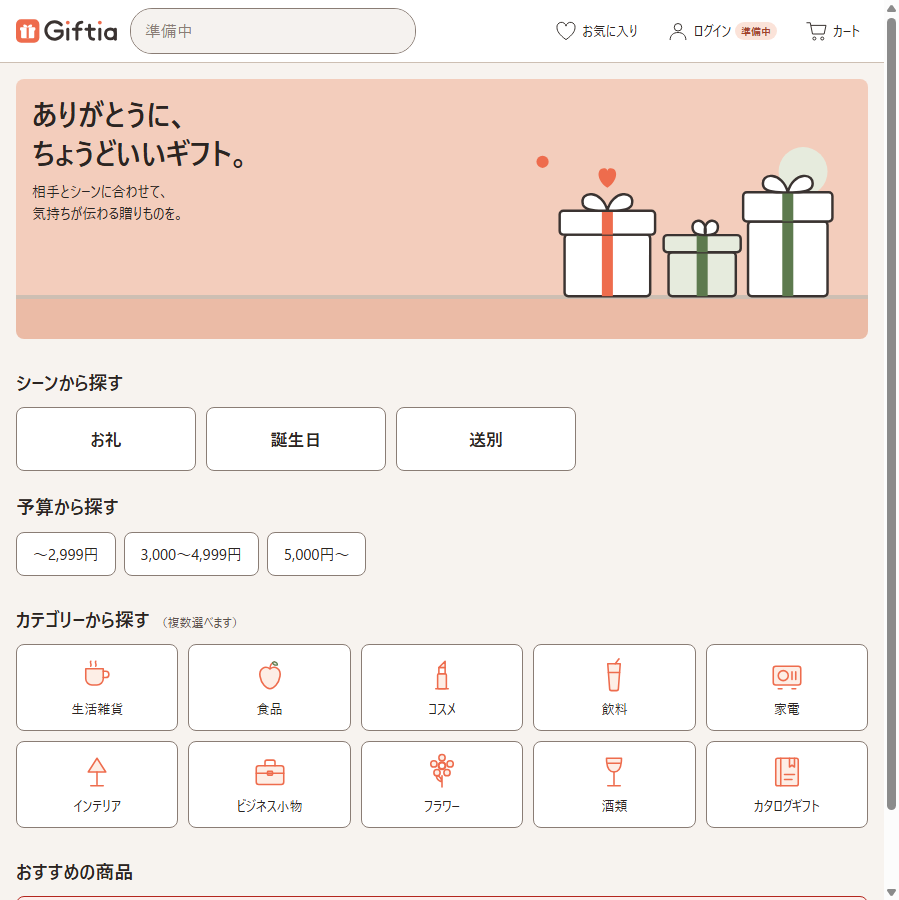 Giftia
準備中
お気に入り
ログイン 準備中
カート
ありがとうに、
ちょうどいいギフト。
相手とシーンに合わせて、
気持ちが伝わる贈りものを。
シーンから探す
お礼
誕生日
送別
予算から探す
〜2,999円
3,000〜4,999円
5,000円〜
カテゴリーから探す （複数選べます）
生活雑貨
食品
コスメ
飲料
家電
インテリア
ビジネス小物
フラワー
酒類
カタログギフト
おすすめの商品